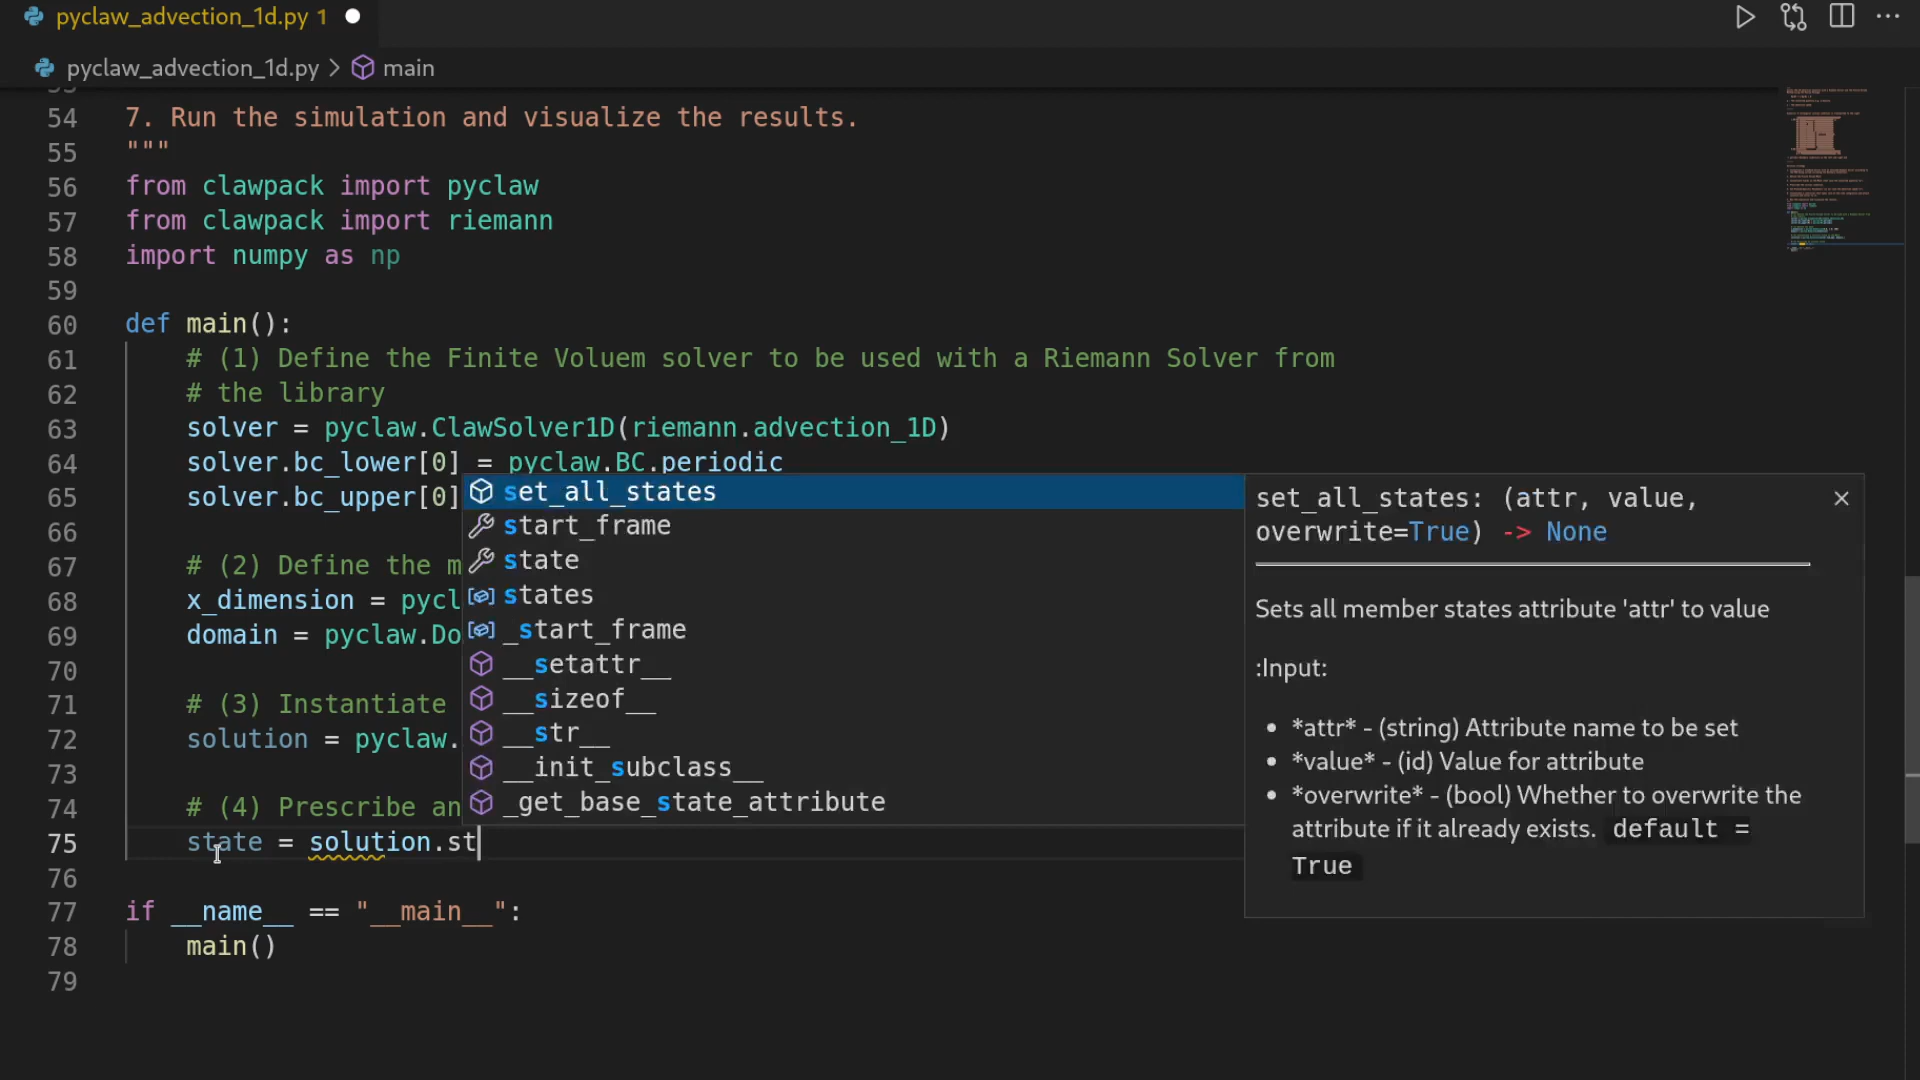 pyclaw_advection_1d.py 1
pyclaw_advection_1d.py > main
54 7. Run the simulation and visualize the results.
55 """
56 from clawpack import pyclaw
57 from clawpack import riemann
58 import numpy as np
59
60 def main():
61 # (1) Define the Finite Voluem solver to be used with a Riemann Solver from
62 # the library
63 solver = pyclaw.ClawSolver1D(riemann.advection_1D)
64 solver.bc_lower[0] = pyclaw.BC.periodic
65 solver.bc_upper[0]
66
67 # (2) Define the m
68 x_dimension = pycl
69 domain = pyclaw.Do
70
71 # (3) Instantiate
72 solution = pyclaw.
73
74 # (4) Prescribe an
75 state = solution.st
76
77 if __name__ == "__main__":
78 main()
79
set_all_states
start_frame
state
states
_start_frame
__setattr__
__sizeof__
__str__
__init_subclass__
_get_base_state_attribute
set_all_states: (attr, value,
overwrite=True) -> None
Sets all member states attribute 'attr' to value
:Input:
• *attr* - (string) Attribute name to be set
• *value* - (id) Value for attribute
• *overwrite* - (bool) Whether to overwrite the
attribute if it already exists. default =
True